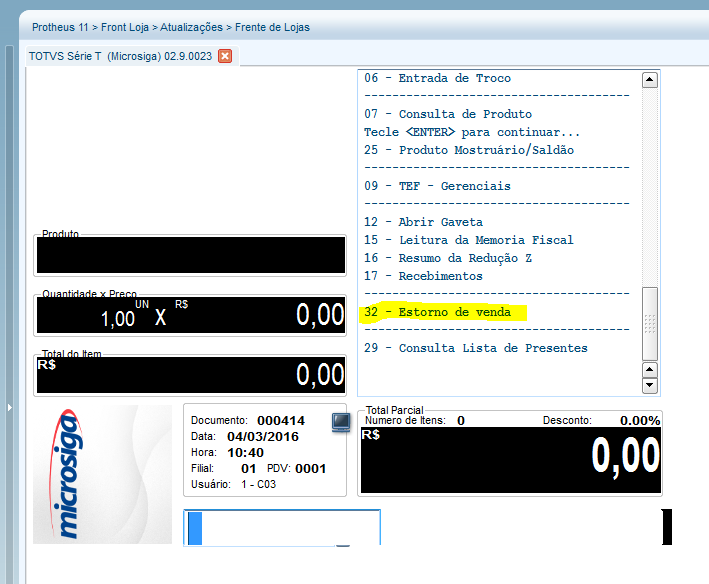 Protheus 11 > Front Loja > Atualizações > Frente de Lojas
TOTVS Série T (Microsiga) 02.9.0023
06 - Entrada de Troco
--------------------------------------
07 - Consulta de Produto
Tecle <ENTER> para continuar...
25 - Produto Mostruário/Saldão
--------------------------------------
09 - TEF - Gerenciais
--------------------------------------
12 - Abrir Gaveta
15 - Leitura da Memoria Fiscal
16 - Resumo da Redução Z
17 - Recebimentos
--------------------------------------
32 - Estorno de venda
--------------------------------------
29 - Consulta Lista de Presentes
Produto
Quantidade x Preço
1,00 UN X R$ 0,00
Total do Item
R$ 0,00
microsiga
Documento: 000414
Data: 04/03/2016
Hora: 10:40
Filial: 01 PDV: 0001
Usuário: 1 - C03
Total Parcial
Numero de Itens: 0 Desconto: 0.00%
R$ 0,00